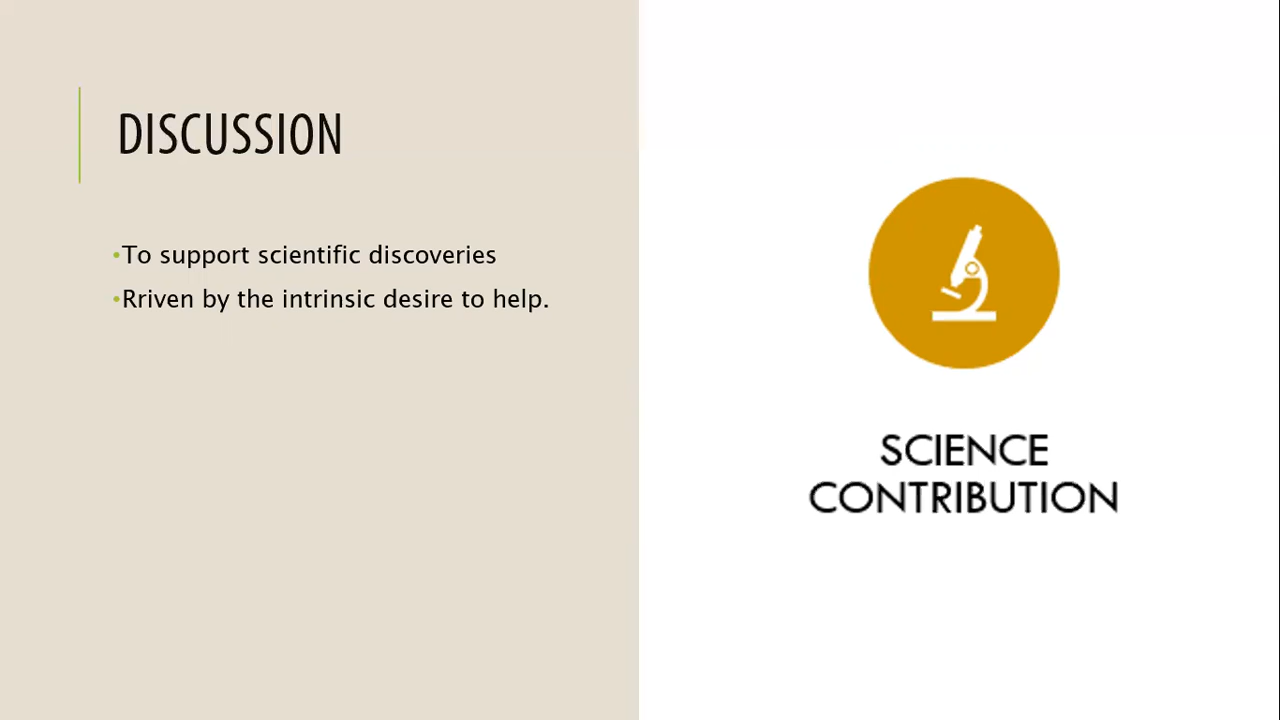 DISCUSSION
•To support scientific discoveries
•Rriven by the intrinsic desire to help.
SCIENCE
CONTRIBUTION